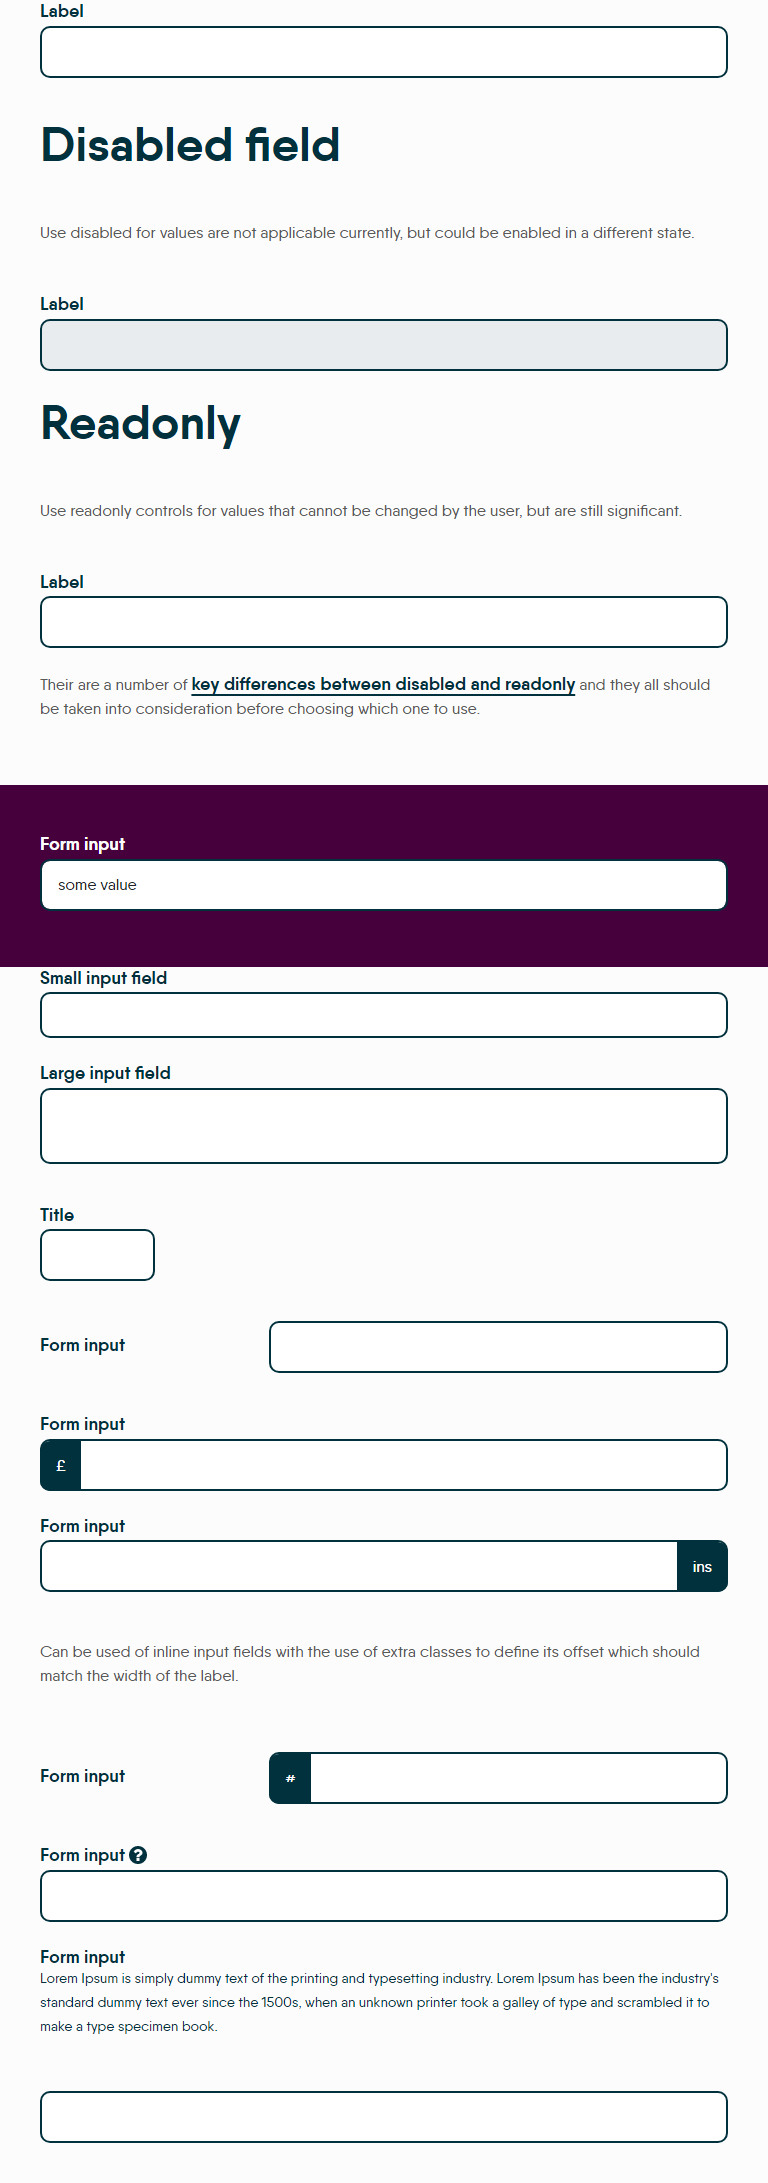 Label
Disabled field
Use disabled for values are not applicable currently, but could be enabled in a different state.
Label
Readonly
Use readonly controls for values that cannot be changed by the user, but are still significant.
Label
Their are a number of key differences between disabled and readonly and they all should
be taken into consideration before choosing which one to use.
Form input
some value
Small input field
Large input field
Title
Form input
Form input
£
Form input
ins
Can be used of inline input fields with the use of extra classes to define its offset which should
match the width of the label.
Form input
#
Form input ?
Form input
Lorem Ipsum is simply dummy text of the printing and typesetting industry. Lorem Ipsum has been the industry's
standard dummy text ever since the 1500s, when an unknown printer took a galley of type and scrambled it to
make a type specimen book.